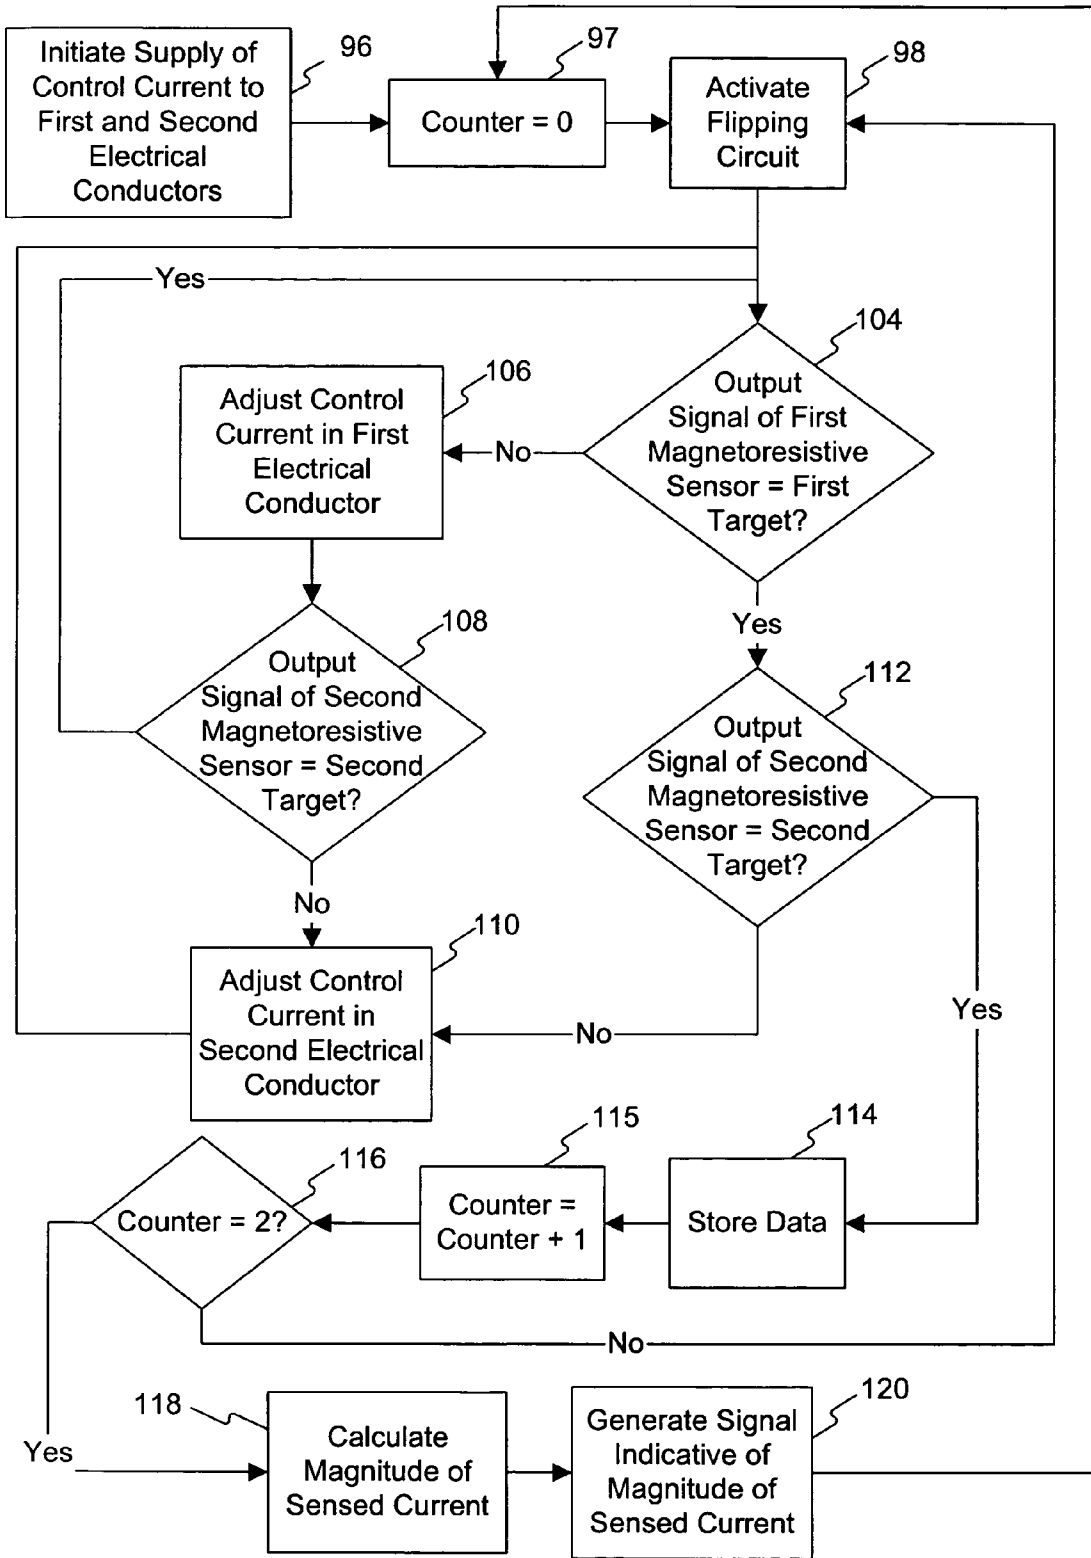 Initiate Supply of
Control Current to
First and Second
Electrical
Conductors
96
Counter = 0
97
Activate
Flipping
Circuit
98
Yes
Output
Signal of First
Magnetoresistive
Sensor = First
Target?
104
No
Adjust Control
Current in First
Electrical
Conductor
106
Yes
Output
Signal of Second
Magnetoresistive
Sensor = Second
Target?
108
Output
Signal of Second
Magnetoresistive
Sensor = Second
Target?
112
No
Adjust Control
Current in
Second Electrical
Conductor
110
No
Yes
Counter = 2?
116
Counter =
Counter + 1
115
Store Data
114
No
Yes
Calculate
Magnitude of
Sensed Current
118
Generate Signal
Indicative of
Magnitude of
Sensed Current
120